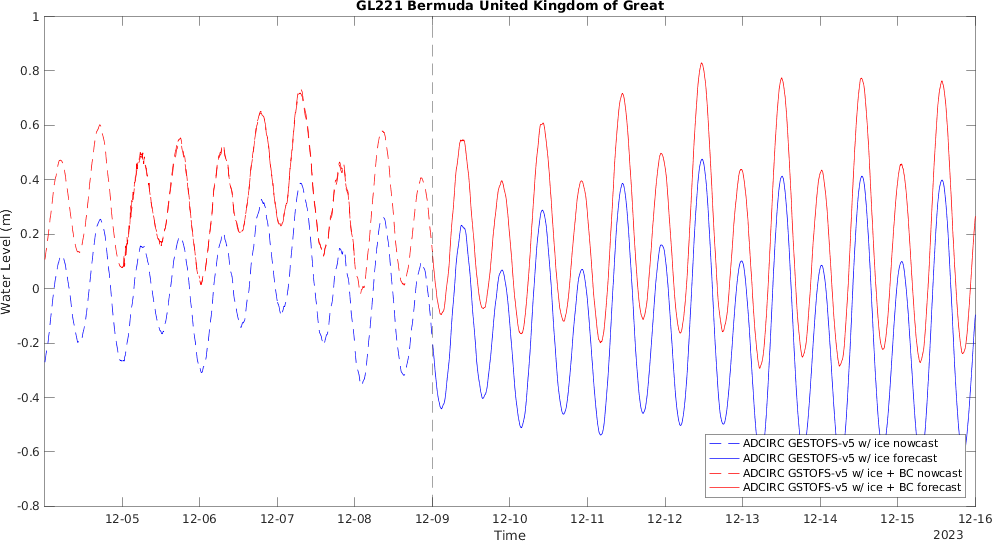 GL221 Bermuda United Kingdom of Great
Water Level (m)
1
0.8
0.6
0.4
0.2
0
-0.2
-0.4
-0.6
-0.8
ADCIRC GESTOFS-v5 w/ ice nowcast
ADCIRC GESTOFS-v5 w/ ice forecast
ADCIRC GSTOFS-v5 w/ ice + BC nowcast
ADCIRC GSTOFS-v5 w/ ice + BC forecast
12-05 12-06 12-07 12-08 12-09 12-10 12-11 12-12 12-13 12-14 12-15 12-16
Time
2023